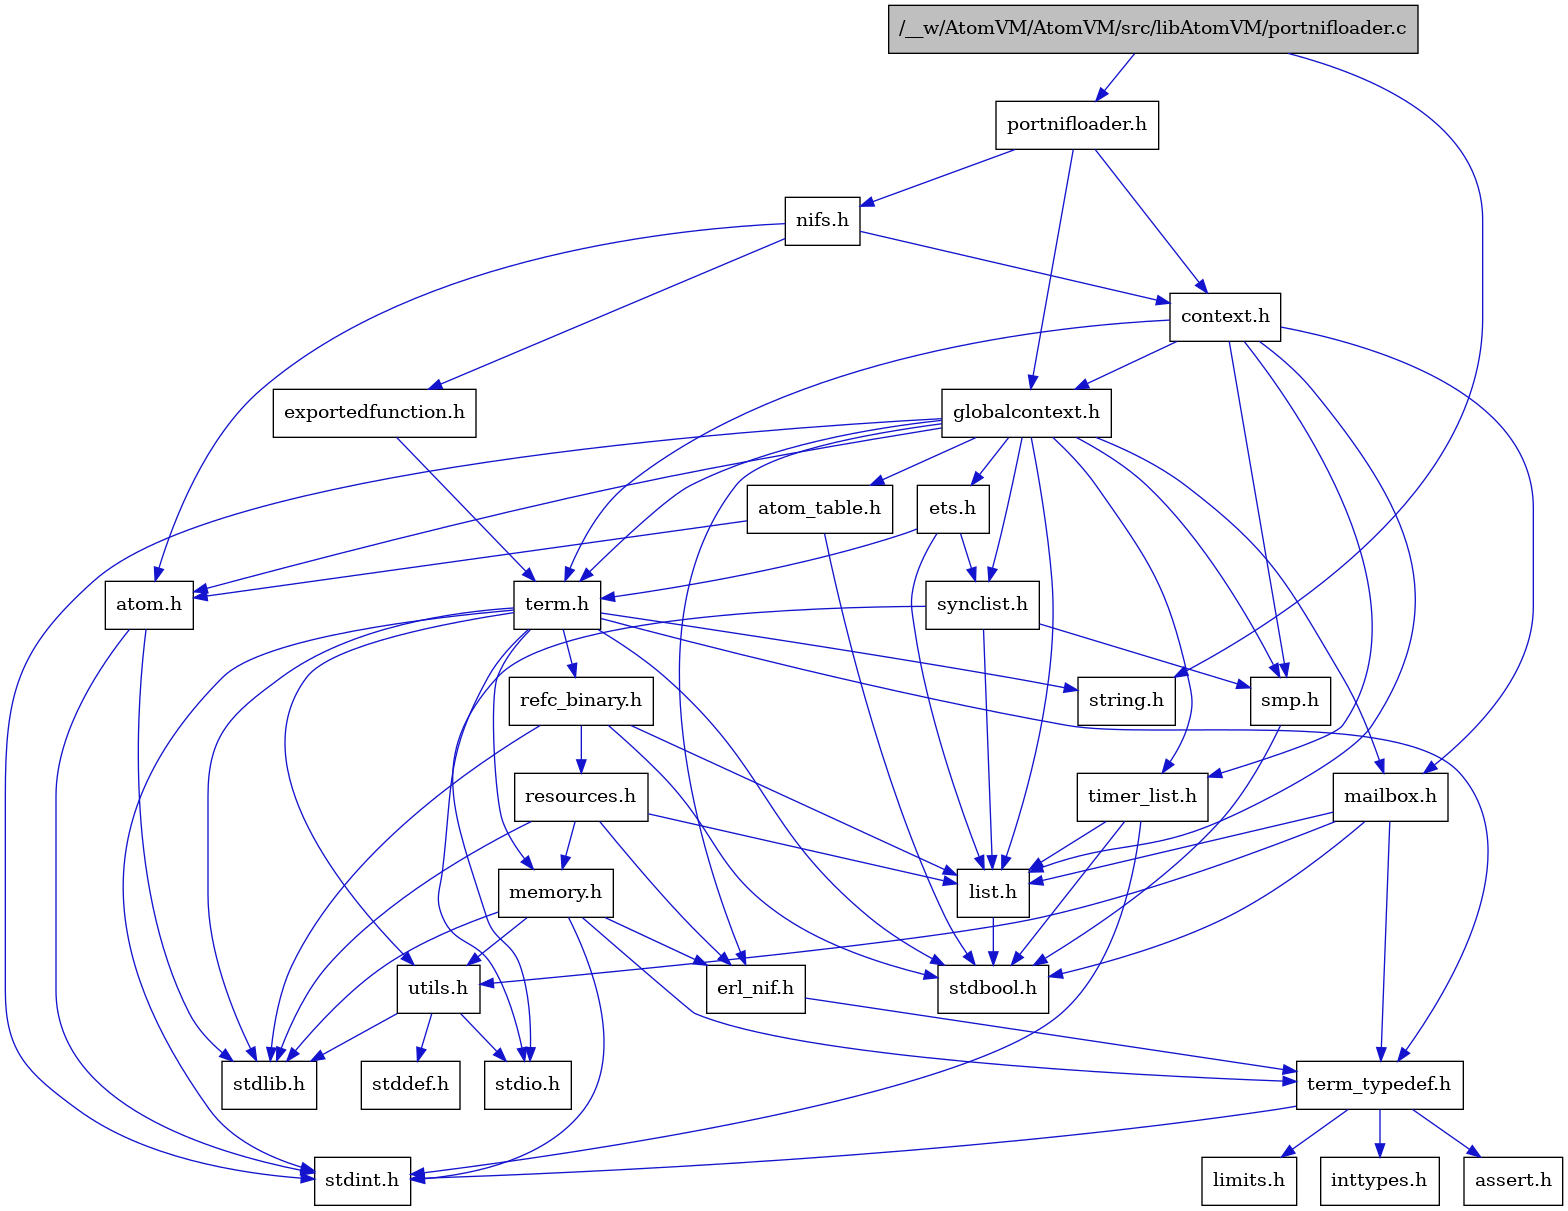 /__w/AtomVM/AtomVM/src/libAtomVM/portnifloader.c
portnifloader.h
nifs.h
context.h
exportedfunction.h
globalcontext.h
atom_table.h
ets.h
atom.h
term.h
synclist.h
refc_binary.h
string.h
smp.h
resources.h
timer_list.h
mailbox.h
memory.h
list.h
utils.h
erl_nif.h
stdbool.h
stdlib.h
stddef.h
stdio.h
term_typedef.h
stdint.h
limits.h
inttypes.h
assert.h